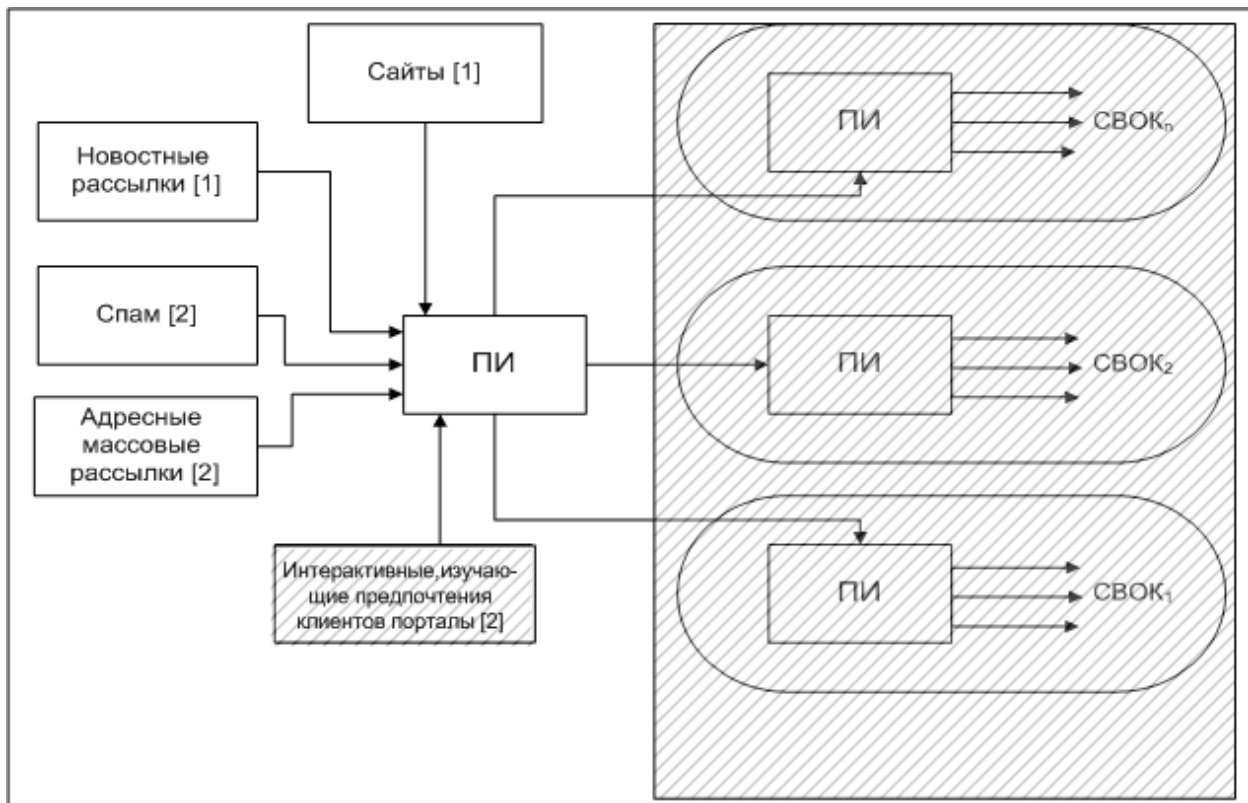 Сайты [1]
Новостные
рассылки [1]
Спам [2]
Адресные
массовые
рассылки [2]
ПИ
Интерактивные,изучаю-
щие предпочтения
клиентов порталы [2]
ПИ
СВОКn
ПИ
СВОК2
ПИ
СВОК1